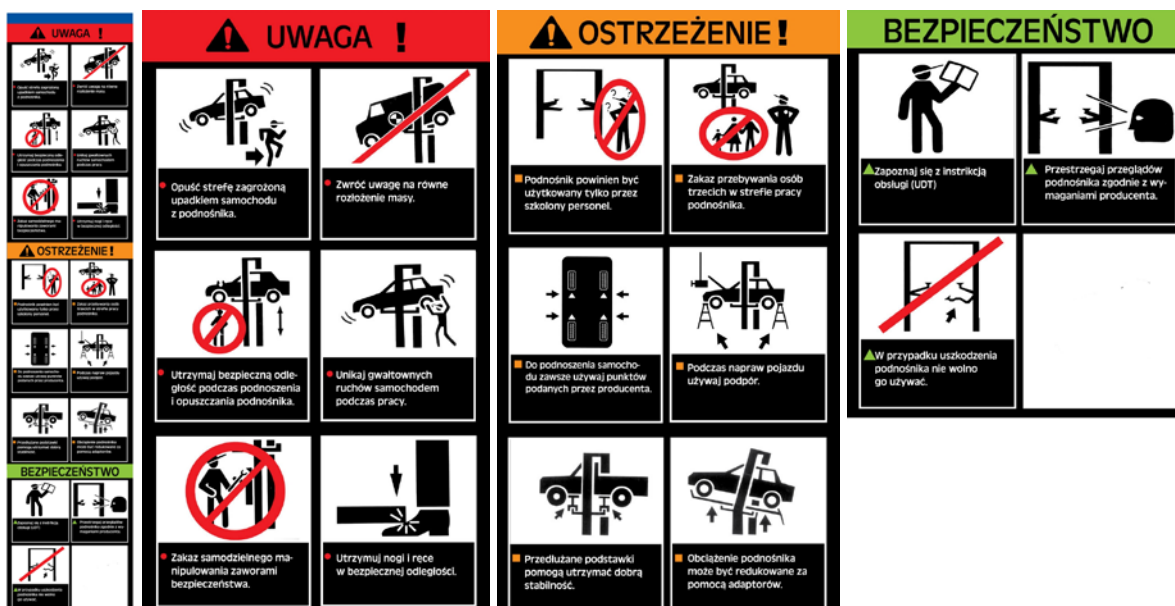 UWAGA !
Opuść strefę zagrożoną
upadkiem samochodu
z podnośnika.
Zwróć uwagę na równe
rozłożenie masy.
Utrzymaj bezpieczną odle-
głość podczas podnoszenia
i opuszczania podnośnika.
Unikaj gwałtownych
ruchów samochodem
podczas pracy.
Zakaz samodzielnego ma-
nipulowania zaworami
bezpieczeństwa.
Utrzymuj nogi i ręce
w bezpiecznej odległości.
OSTRZEŻENIE !
Podnośnik powinien być
użytkowany tylko przez
szkolony personel.
Zakaz przebywania osób
trzecich w strefie pracy
podnośnika.
Do podnoszenia samocho-
du zawsze używaj punktów
podanych przez producenta.
Podczas napraw pojazdu
używaj podpór.
Przedłużane podstawki
pomogą utrzymać dobrą
stabilność.
Obciążenie podnośnika
może być redukowane za
pomocą adaptorów.
BEZPIECZEŃSTWO
Zapoznaj się z instrikcją
obsługi (UDT)
Przestrzegaj przeglądów
podnośnika zgodnie z wy-
maganiami producenta.
W przypadku uszkodzenia
podnośnika nie wolno
go używać.
UWAGA !
OSTRZEŻENIE !
BEZPIECZEŃSTWO